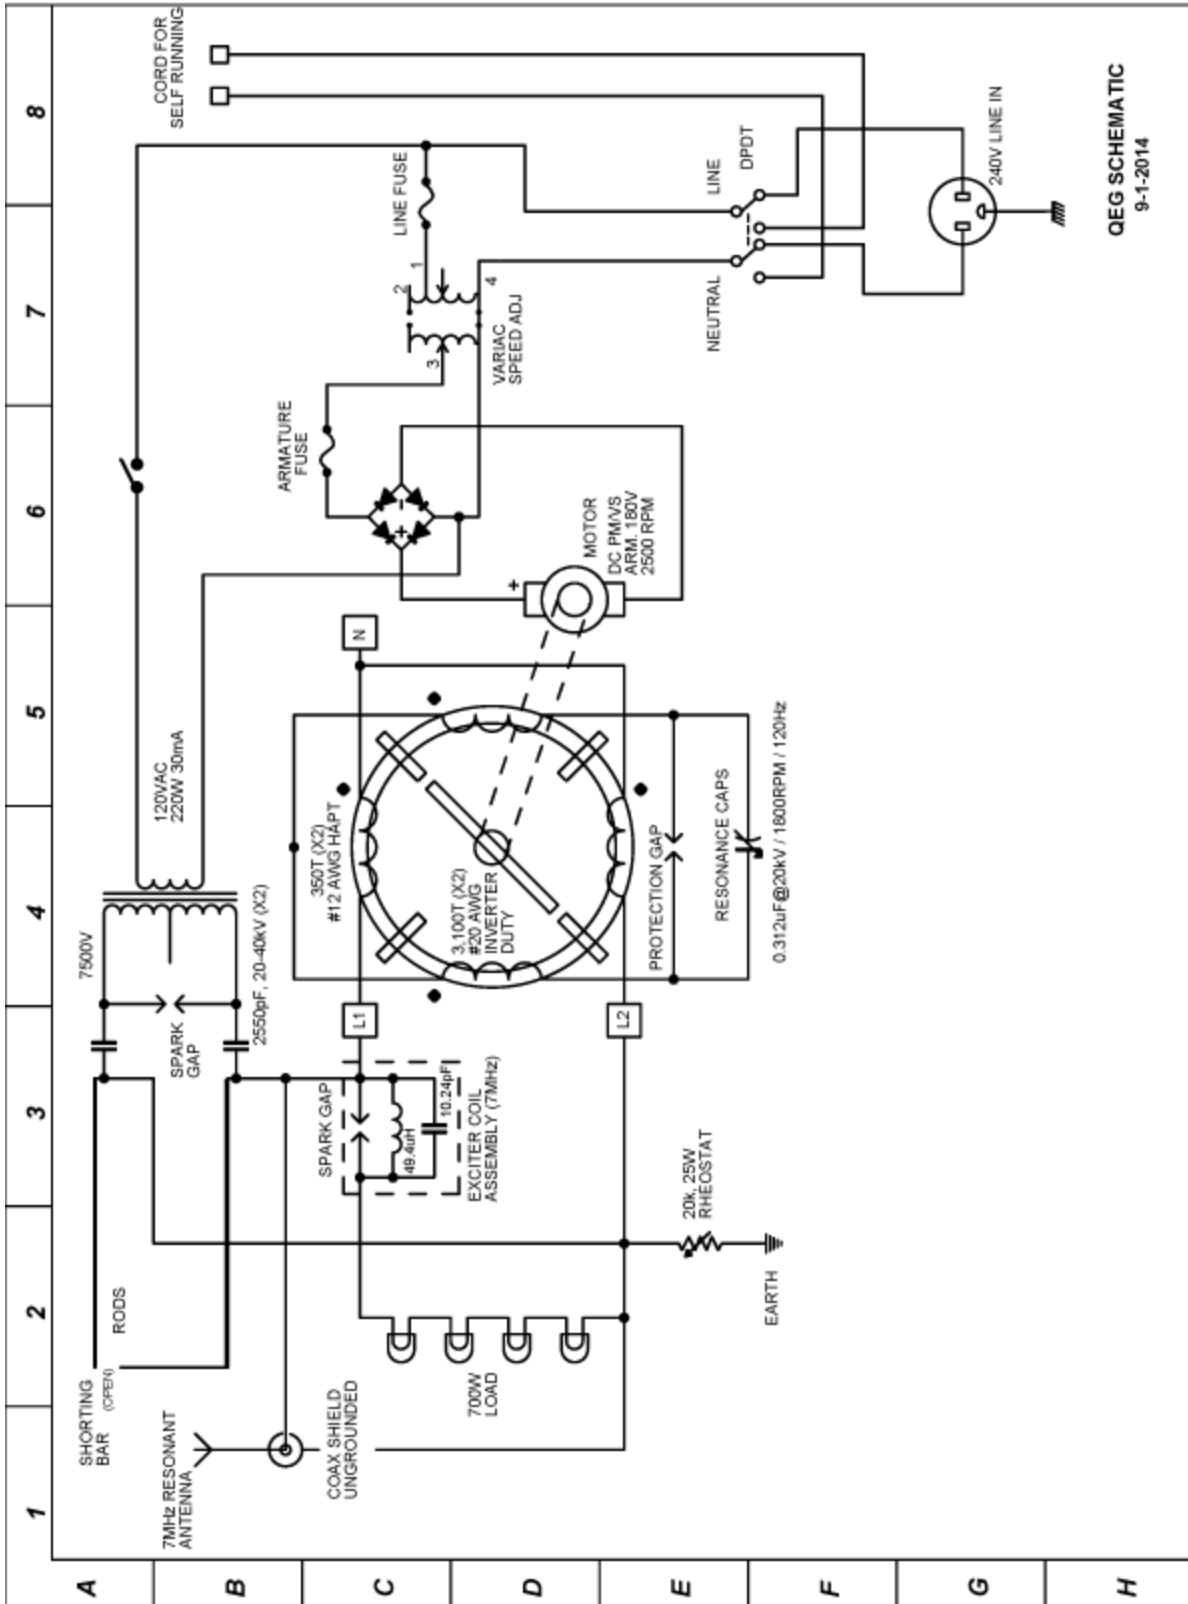 1
2
3
4
5
6
7
8
A
B
C
D
E
F
G
H
SHORTING
BAR (OPEN)
RODS
7MHz RESONANT
ANTENNA
COAX SHIELD
UNGROUNDED
7500V
SPARK
GAP
2550pF, 20-40kV (X2)
120VAC
220W 30mA
CORD FOR
SELF RUNNING
SPARK GAP
49.4uH
10.24pF
EXCITER COIL
ASSEMBLY (7MHz)
700W
LOAD
L1
N
L2
350T (X2)
#12 AWG HAPT
3,100T (X2)
#20 AWG
INVERTER
DUTY
ARMATURE
FUSE
LINE FUSE
1
2
3
4
VARIAC
SPEED ADJ
-
+
+
MOTOR
DC PM/VS
ARM. 180V
2500 RPM
20k, 25W
RHEOSTAT
EARTH
PROTECTION GAP
RESONANCE CAPS
0.312uF@20kV / 1800RPM / 120Hz
NEUTRAL
LINE
DPDT
240V LINE IN
QEG SCHEMATIC
9-1-2014